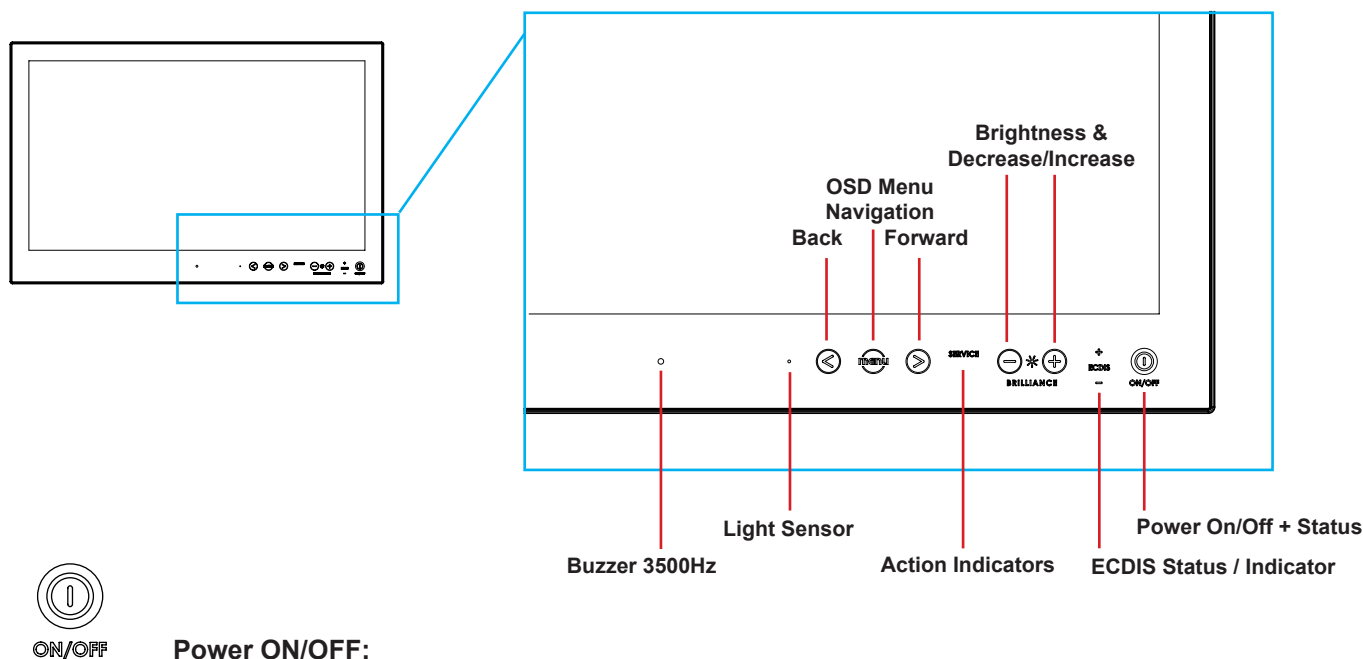 Brightness &
Decrease/Increase
OSD Menu
Navigation
Back
Forward
<
menu
>
SERVICE
− +
BRILLIANCE
+
ECDIS
−
ON/OFF
Light Sensor
Power On/Off + Status
Buzzer 3500Hz
Action Indicators
ECDIS Status / Indicator
ON/OFF
Power ON/OFF: